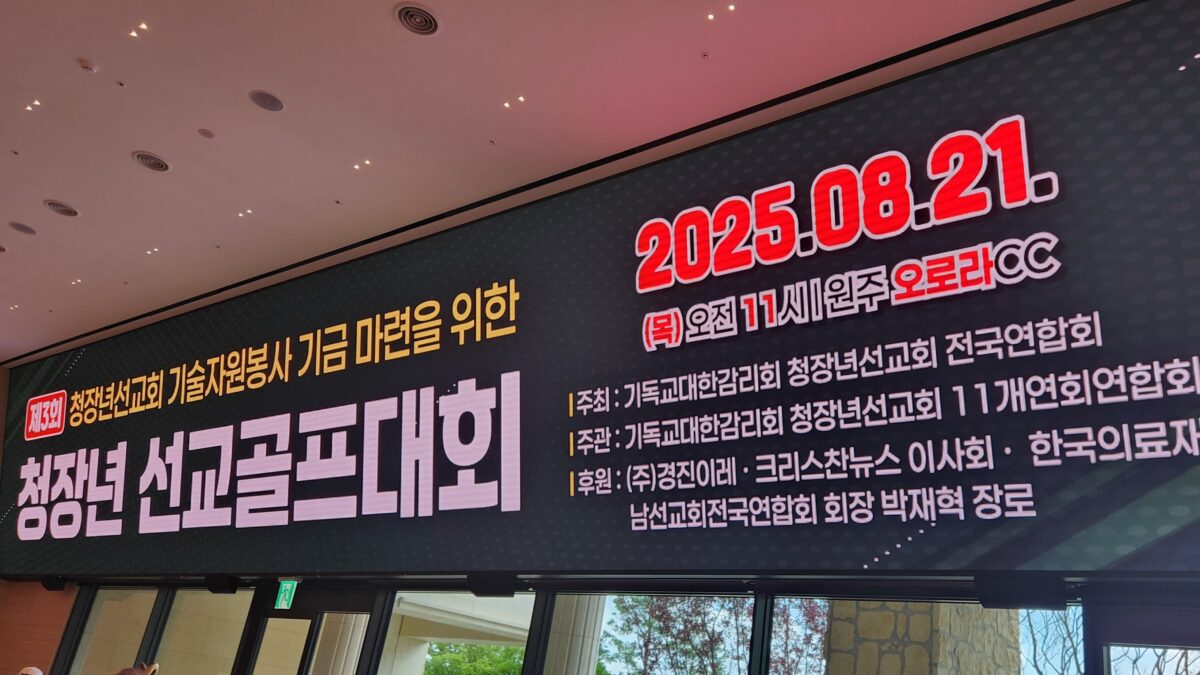 제3회 청장년선교회 기술자원봉사 기금 마련을 위한
청장년 선교골프대회
2025.08.21.
(목) 오전 11시 | 원주 오로라CC
주최 : 기독교대한감리회 청장년선교회 전국연합회
주관 : 기독교대한감리회 청장년선교회 11개연회연합회
후원 : (주)경진이레 · 크리스찬뉴스 이사회 · 한국의료재
남선교회전국연합회 회장 박재혁 장로